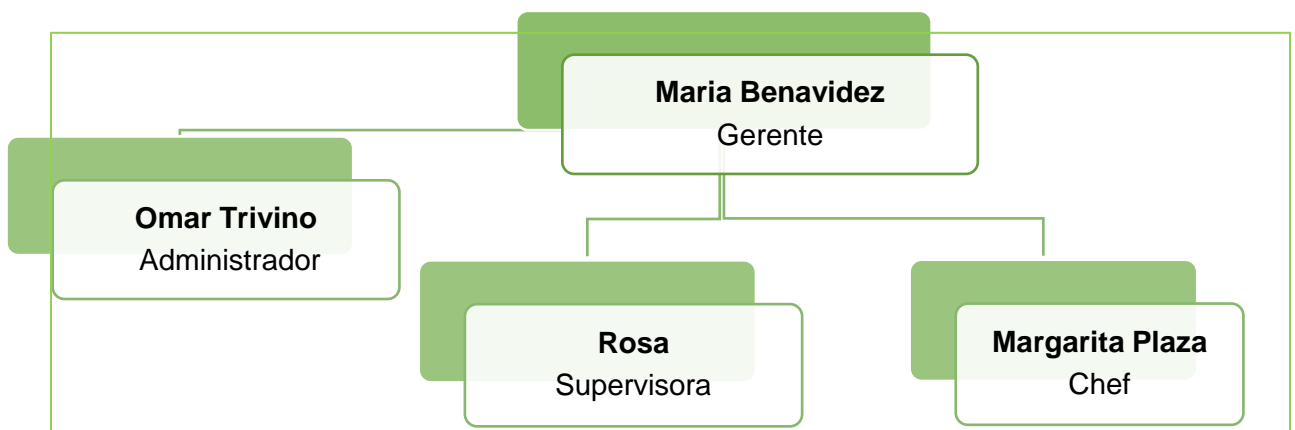 Maria Benavidez
Gerente
Omar Trivino
Administrador
Rosa
Supervisora
Margarita Plaza
Chef